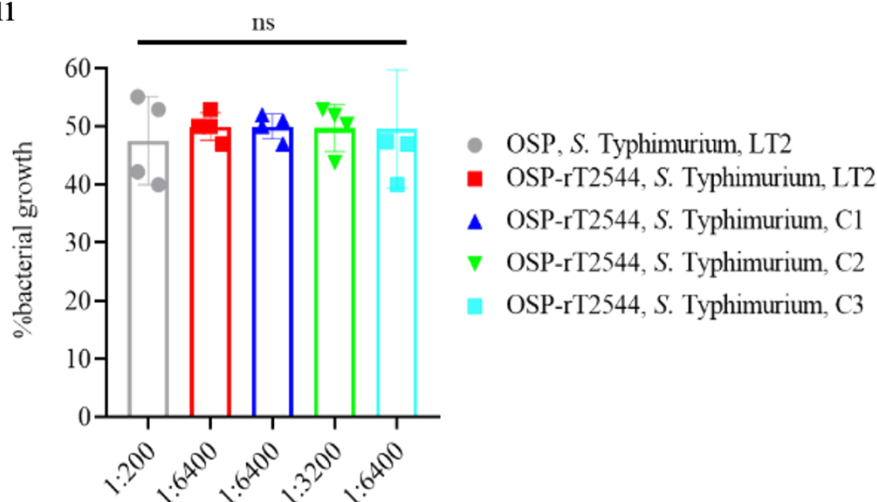 ns
%bacterial growth
60
50
40
30
20
10
0
1:200
1:6400
1:6400
1:3200
1:6400
OSP, S. Typhimurium, LT2
OSP-rT2544, S. Typhimurium, LT2
OSP-rT2544, S. Typhimurium, C1
OSP-rT2544, S. Typhimurium, C2
OSP-rT2544, S. Typhimurium, C3